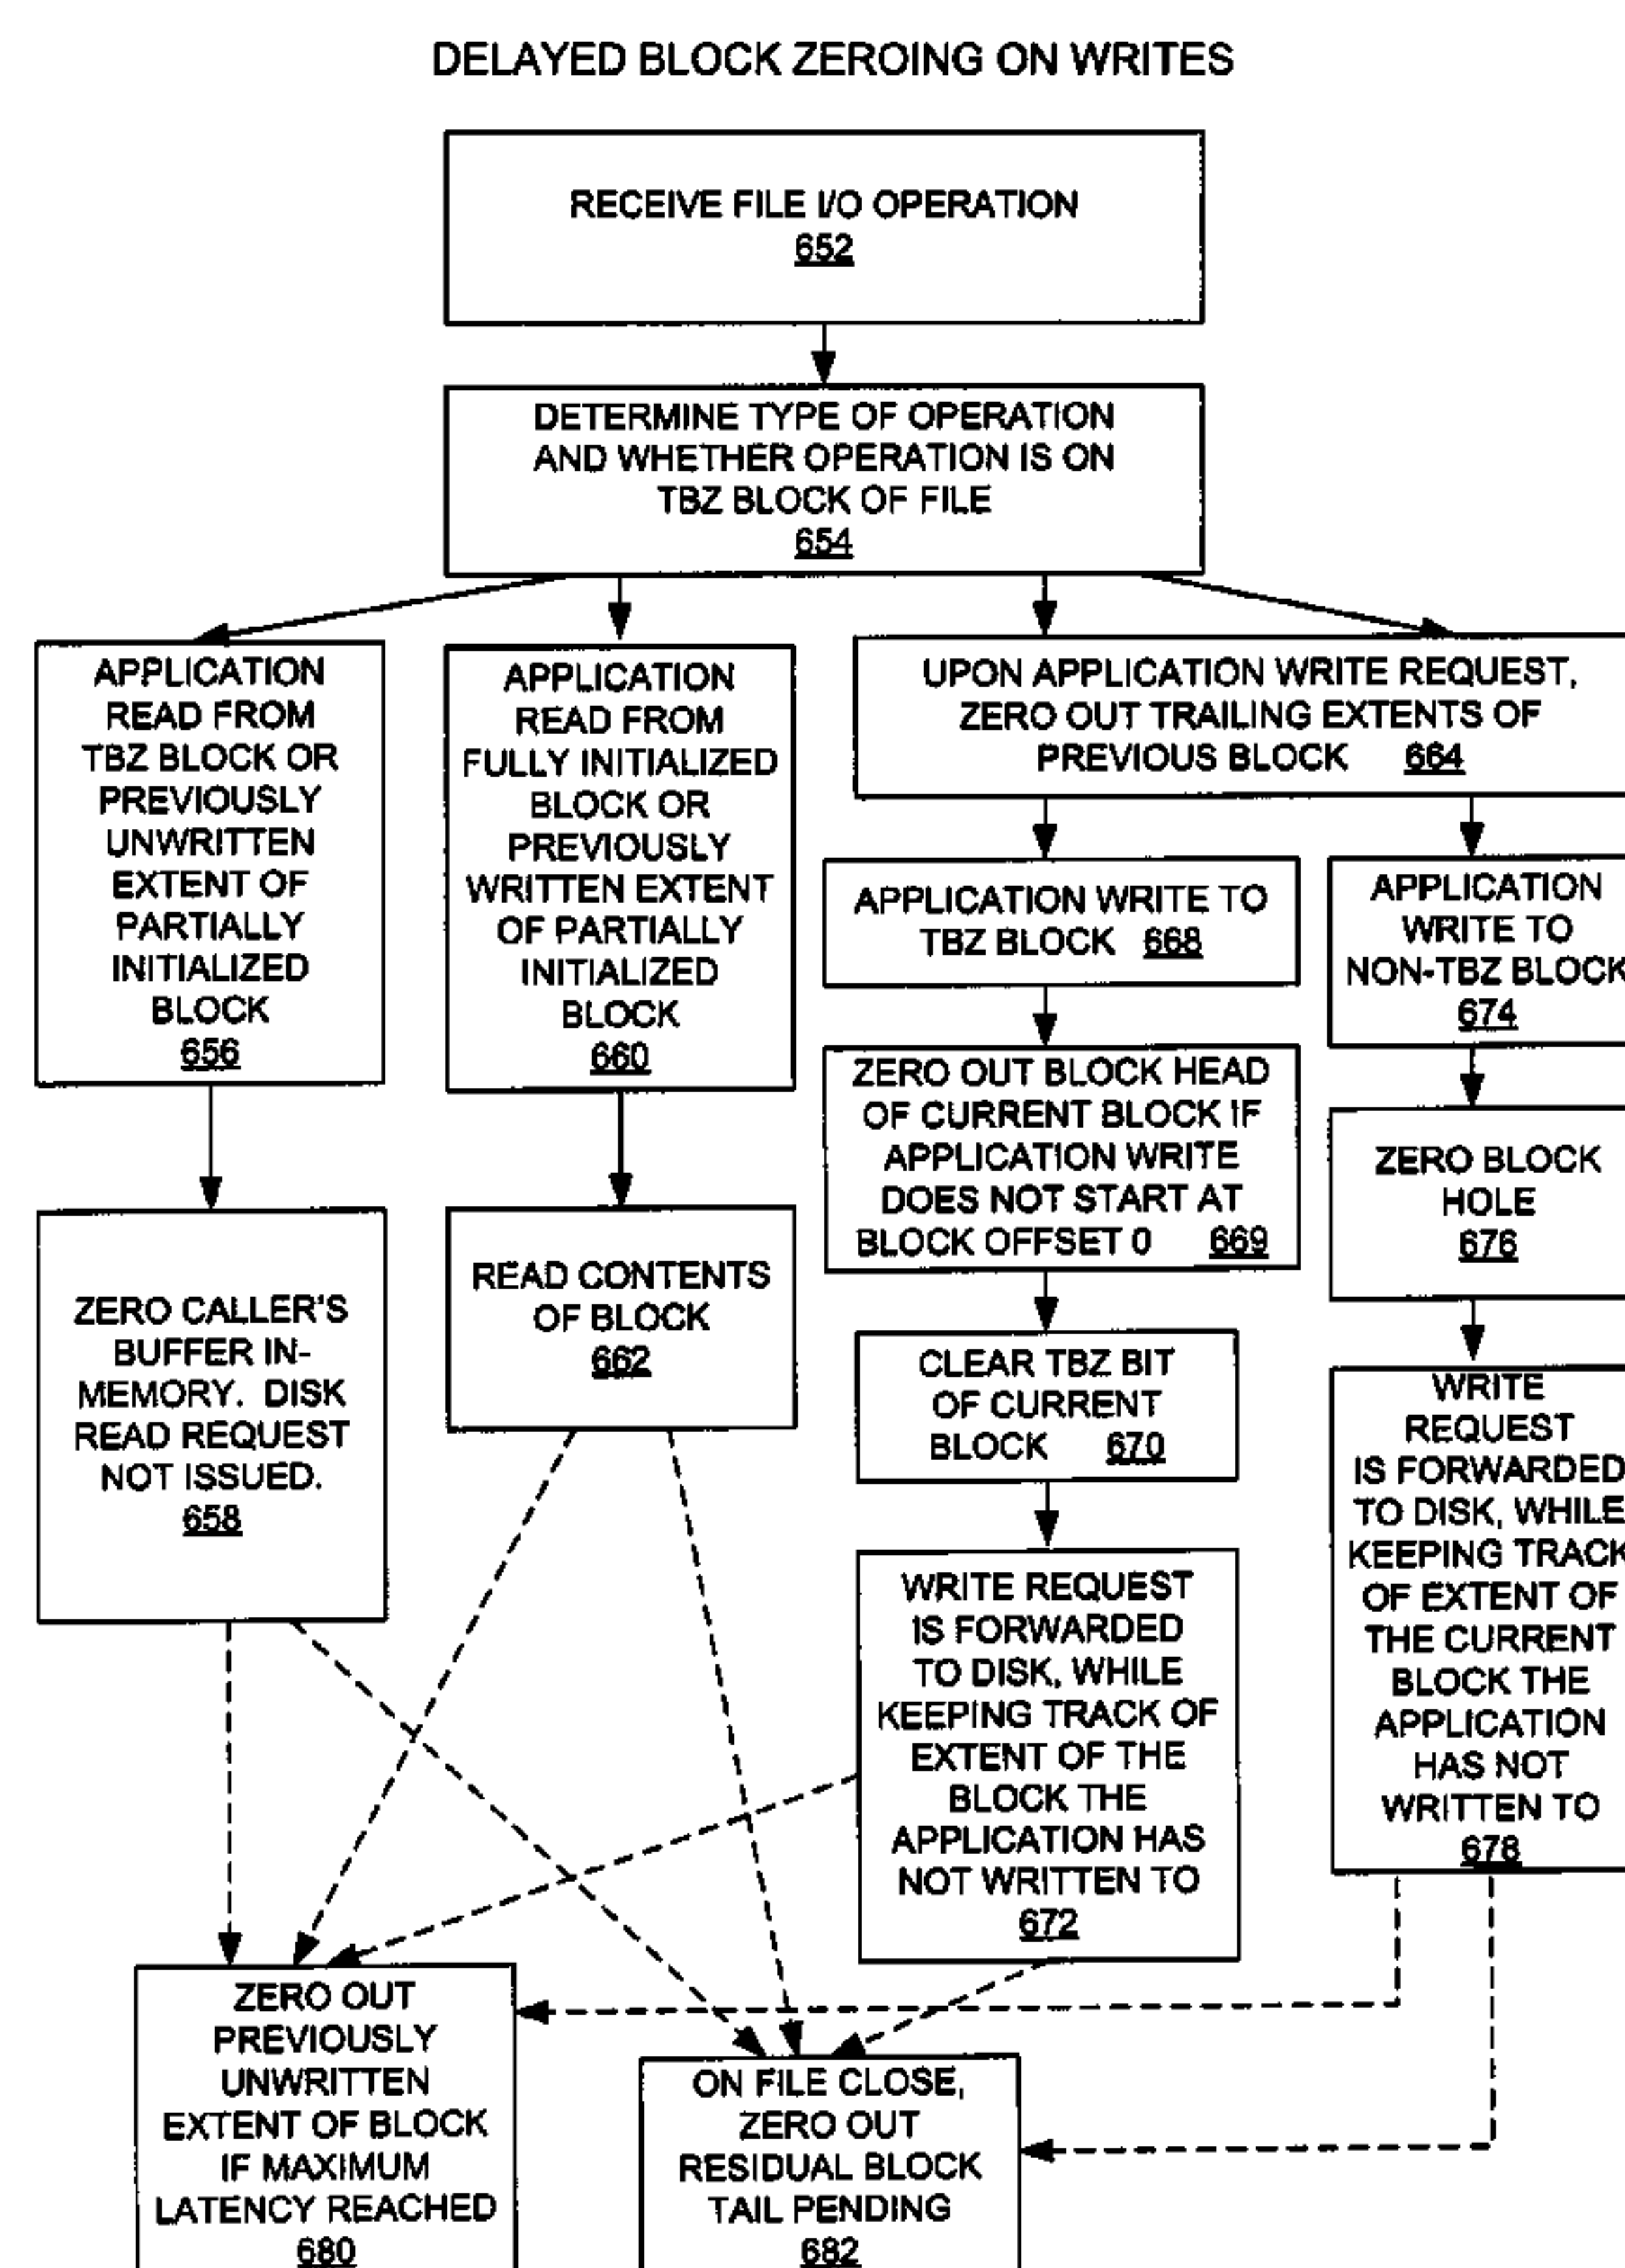 DELAYED BLOCK ZEROING ON WRITES
RECEIVE FILE I/O OPERATION
652
DETERMINE TYPE OF OPERATION
AND WHETHER OPERATION IS ON
TBZ BLOCK OF FILE
654
APPLICATION
READ FROM
TBZ BLOCK OR
PREVIOUSLY
UNWRITTEN
EXTENT OF
PARTIALLY
INITIALIZED
BLOCK
656
APPLICATION
READ FROM
FULLY INITIALIZED
BLOCK OR
PREVIOUSLY
WRITTEN EXTENT
OF PARTIALLY
INITIALIZED
BLOCK
660
UPON APPLICATION WRITE REQUEST,
ZERO OUT TRAILING EXTENTS OF
PREVIOUS BLOCK 664
APPLICATION WRITE TO
TBZ BLOCK 668
APPLICATION
WRITE TO
NON-TBZ BLOCK
674
ZERO OUT BLOCK HEAD
OF CURRENT BLOCK IF
APPLICATION WRITE
DOES NOT START AT
BLOCK OFFSET 0 669
ZERO BLOCK
HOLE
676
ZERO CALLER'S
BUFFER IN-
MEMORY. DISK
READ REQUEST
NOT ISSUED.
658
READ CONTENTS
OF BLOCK
662
CLEAR TBZ BIT
OF CURRENT
BLOCK 670
WRITE REQUEST
IS FORWARDED
TO DISK, WHILE
KEEPING TRACK OF
EXTENT OF THE
BLOCK THE
APPLICATION HAS
NOT WRITTEN TO
672
WRITE
REQUEST
IS FORWARDED
TO DISK, WHILE
KEEPING TRACK
OF EXTENT OF
THE CURRENT
BLOCK THE
APPLICATION
HAS NOT
WRITTEN TO
678
ZERO OUT
PREVIOUSLY
UNWRITTEN
EXTENT OF BLOCK
IF MAXIMUM
LATENCY REACHED
680
ON FILE CLOSE,
ZERO OUT
RESIDUAL BLOCK
TAIL PENDING
682